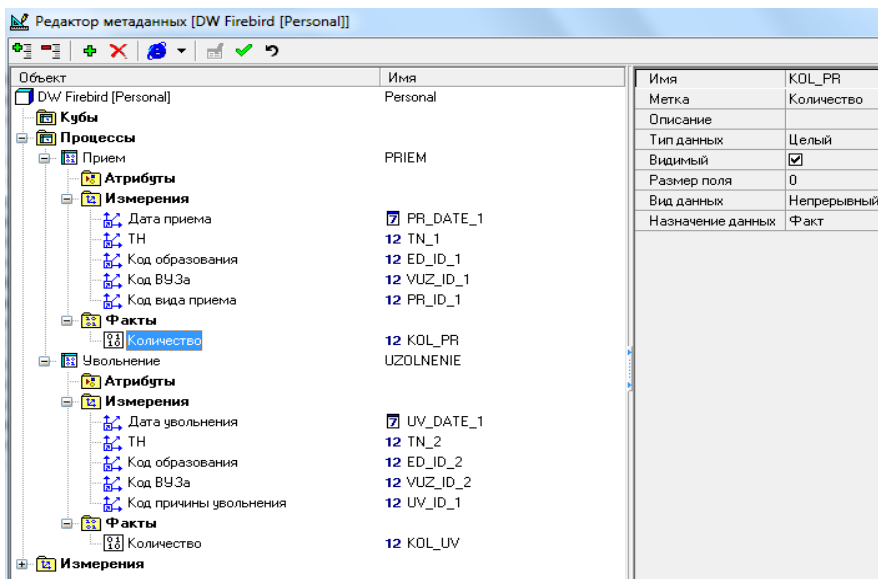 Редактор метаданных [DW Firebird [Personal]]
Объект Имя
DW Firebird [Personal] Personal
Кубы
Процессы
Прием PRIEM
Атрибуты
Измерения
Дата приема 7 PR_DATE_1
ТН 12 TN_1
Код образования 12 ED_ID_1
Код ВУЗа 12 VUZ_ID_1
Код вида приема 12 PR_ID_1
Факты
Количество 12 KOL_PR
Увольнение UZOLNENIE
Атрибуты
Измерения
Дата увольнения 7 UV_DATE_1
ТН 12 TN_2
Код образования 12 ED_ID_2
Код ВУЗа 12 VUZ_ID_2
Код причины увольнения 12 UV_ID_1
Факты
Количество 12 KOL_UV
Измерения
Имя KOL_PR
Метка Количество
Описание
Тип данных Целый
Видимый
Размер поля 0
Вид данных Непрерывный
Назначение данных Факт